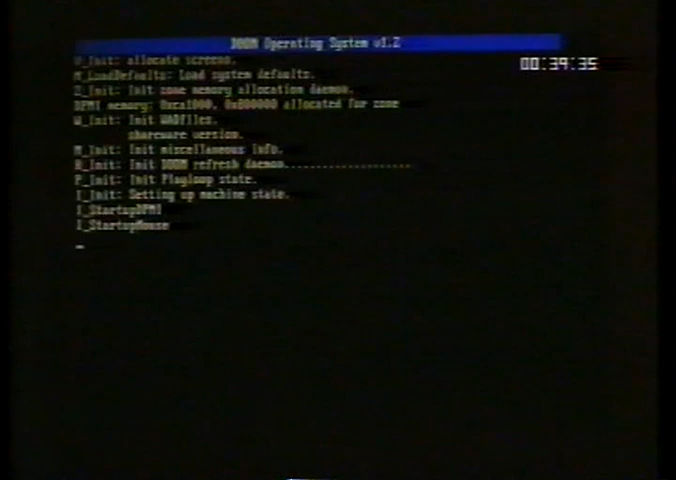 DOOM Operating System v1.2
00:39:35
V_Init: allocate screens.
M_LoadDefaults: Load system defaults.
Z_Init: Init zone memory allocation daemon.
DPMI memory: 0xca1000, 0x800000 allocated for zone
W_Init: Init WADfiles.
shareware version.
M_Init: Init miscellaneous info.
R_Init: Init DOOM refresh daemon......................
P_Init: Init Playloop state.
I_Init: Setting up machine state.
I_StartupDPMI
I_StartupMouse